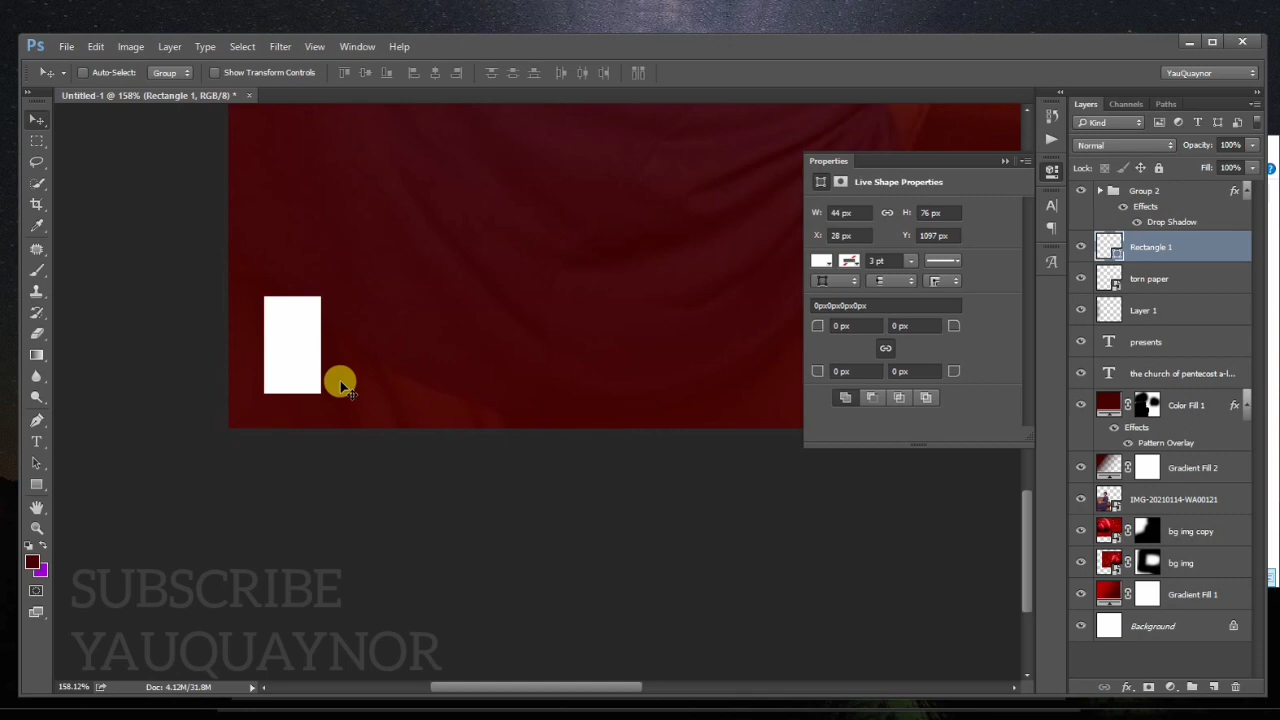 Ps File Edit Image Layer Type Select Filter View Window Help
Auto-Select: Group Show Transform Controls YauQuaynor
Untitled-1 @ 158% (Rectangle 1, RGB/8) * ×
Layers Channels Paths
Kind
Normal Opacity: 100%
Lock: Fill: 100%
Properties
Live Shape Properties
W: 44 px H: 76 px
X: 28 px Y: 1097 px
3 pt
0px0px0px0px
0 px 0 px
0 px 0 px
Group 2 fx
Effects
Drop Shadow
Rectangle 1
torn paper
Layer 1
presents
the church of pentecost a-l...
Color Fill 1 fx
Effects
Pattern Overlay
Gradient Fill 2
IMG-20210114-WA00121
bg img copy
bg img
Gradient Fill 1
Background
SUBSCRIBE
YAUQUAYNOR
158.12% Doc: 4.12M/31.8M